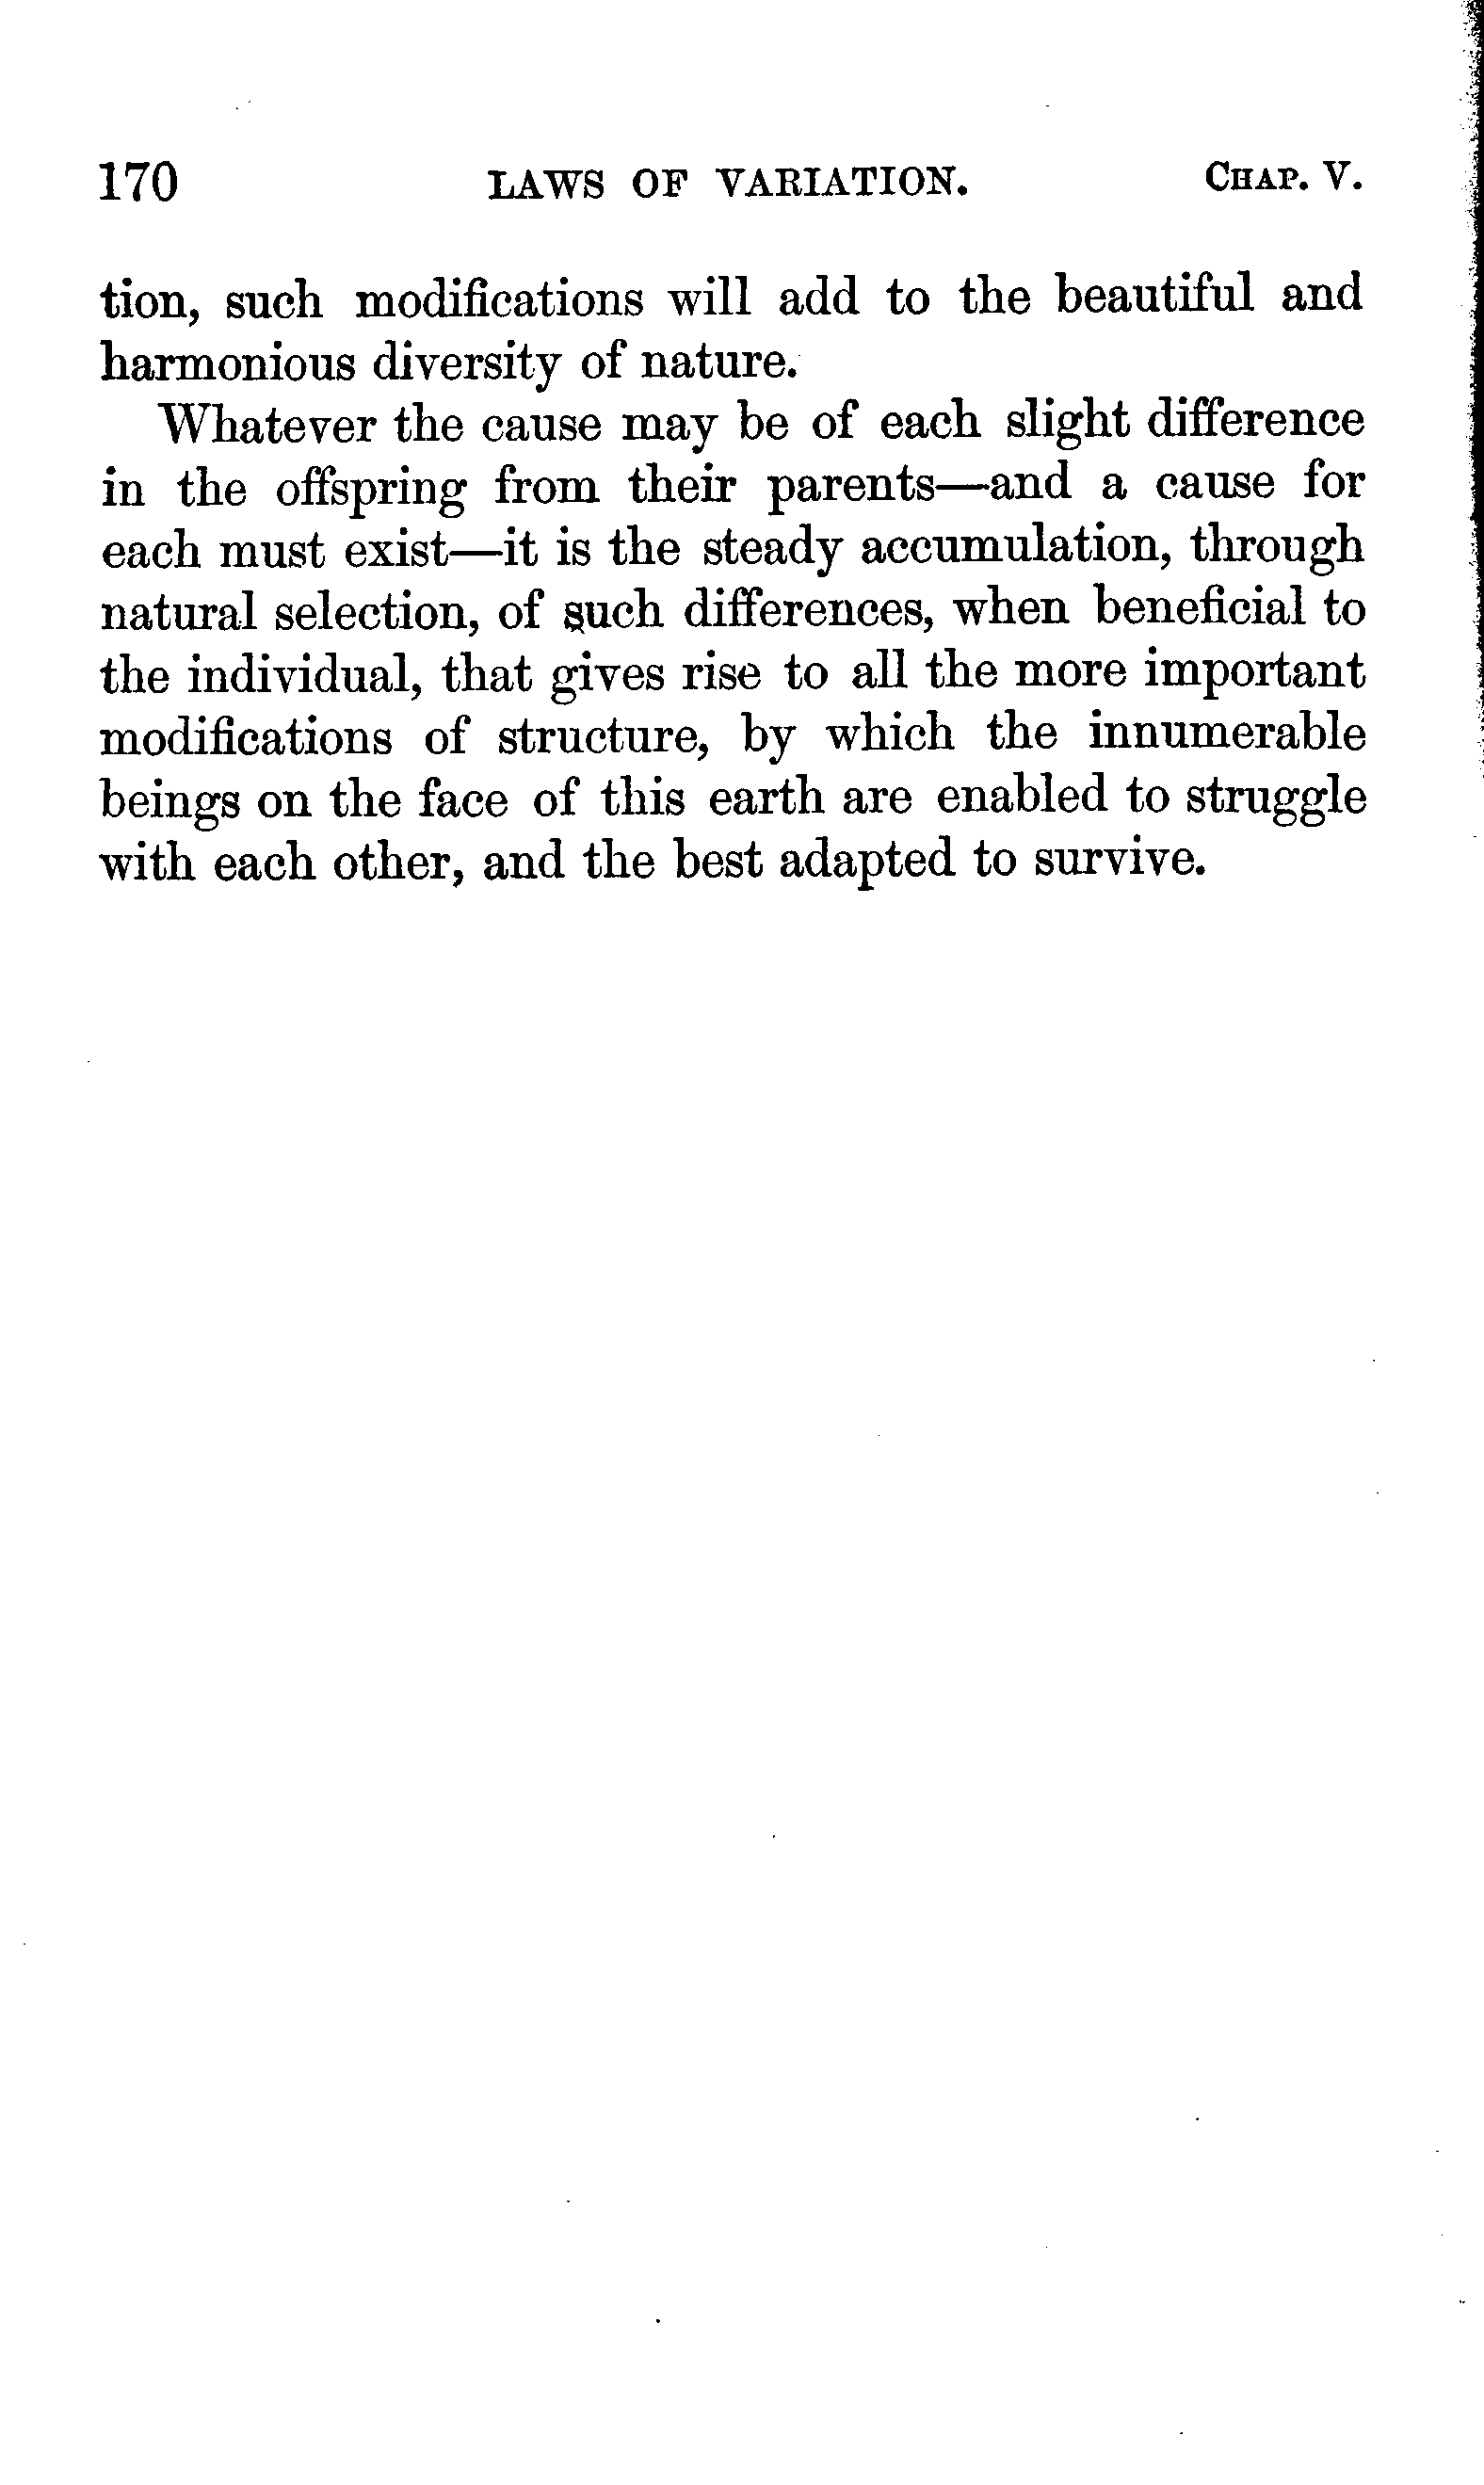 170 LAWS OF VARIATION. CHAP. V.
tion, such modifications will add to the beautiful and
harmonious diversity of nature.
Whatever the cause may be of each slight difference
in the offspring from their parents—and a cause for
each must exist—it is the steady accumulation, through
natural selection, of such differences, when beneficial to
the individual, that gives rise to all the more important
modifications of structure, by which the innumerable
beings on the face of this earth are enabled to struggle
with each other, and the best adapted to survive.